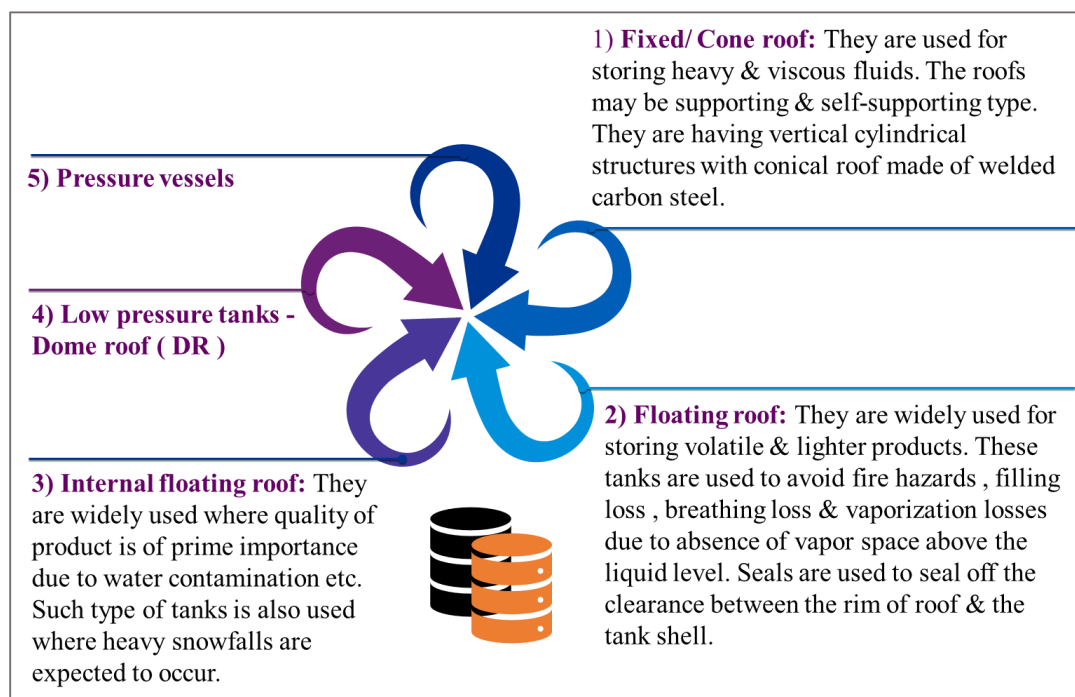 1) Fixed/ Cone roof: They are used for
storing heavy & viscous fluids. The roofs
may be supporting & self-supporting type.
They are having vertical cylindrical
structures with conical roof made of welded
carbon steel.
2) Floating roof: They are widely used for
storing volatile & lighter products. These
tanks are used to avoid fire hazards , filling
loss , breathing loss & vaporization losses
due to absence of vapor space above the
liquid level. Seals are used to seal off the
clearance between the rim of roof & the
tank shell.
3) Internal floating roof: They
are widely used where quality of
product is of prime importance
due to water contamination etc.
Such type of tanks is also used
where heavy snowfalls are
expected to occur.
4) Low pressure tanks -
Dome roof ( DR )
5) Pressure vessels